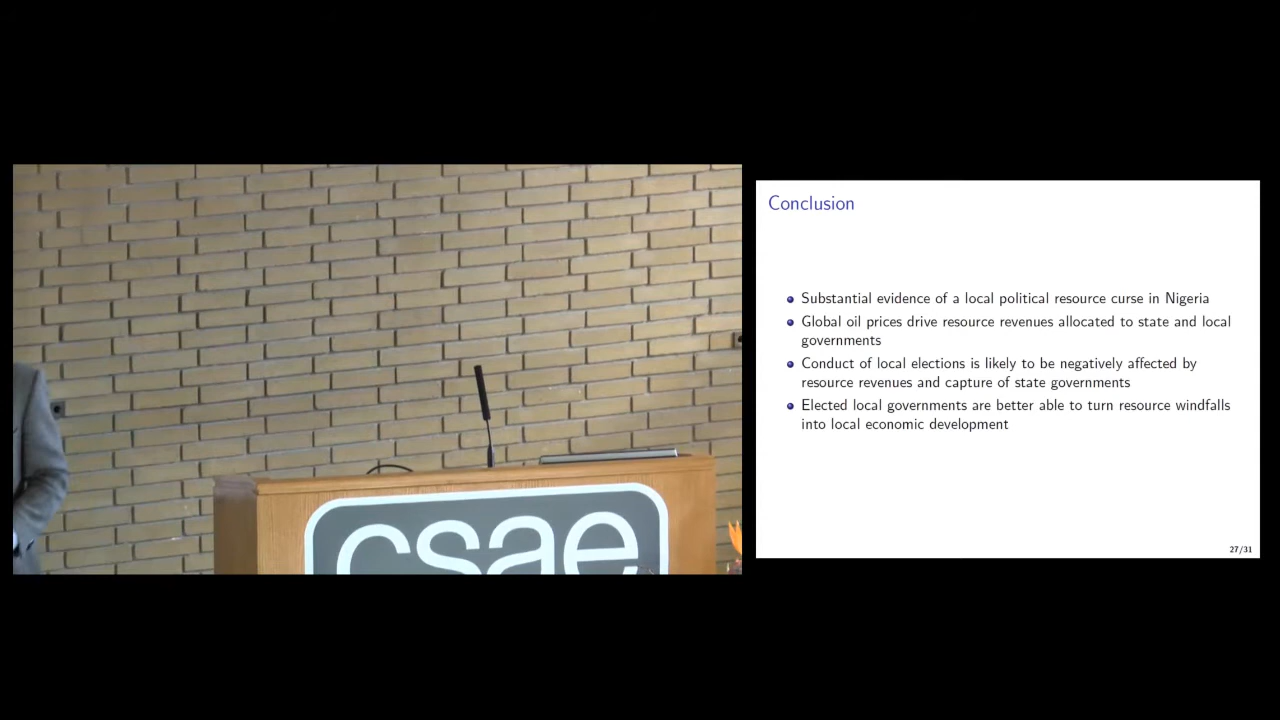 csae
Conclusion
Substantial evidence of a local political resource curse in Nigeria
Global oil prices drive resource revenues allocated to state and local
governments
Conduct of local elections is likely to be negatively affected by
resource revenues and capture of state governments
Elected local governments are better able to turn resource windfalls
into local economic development
27/31